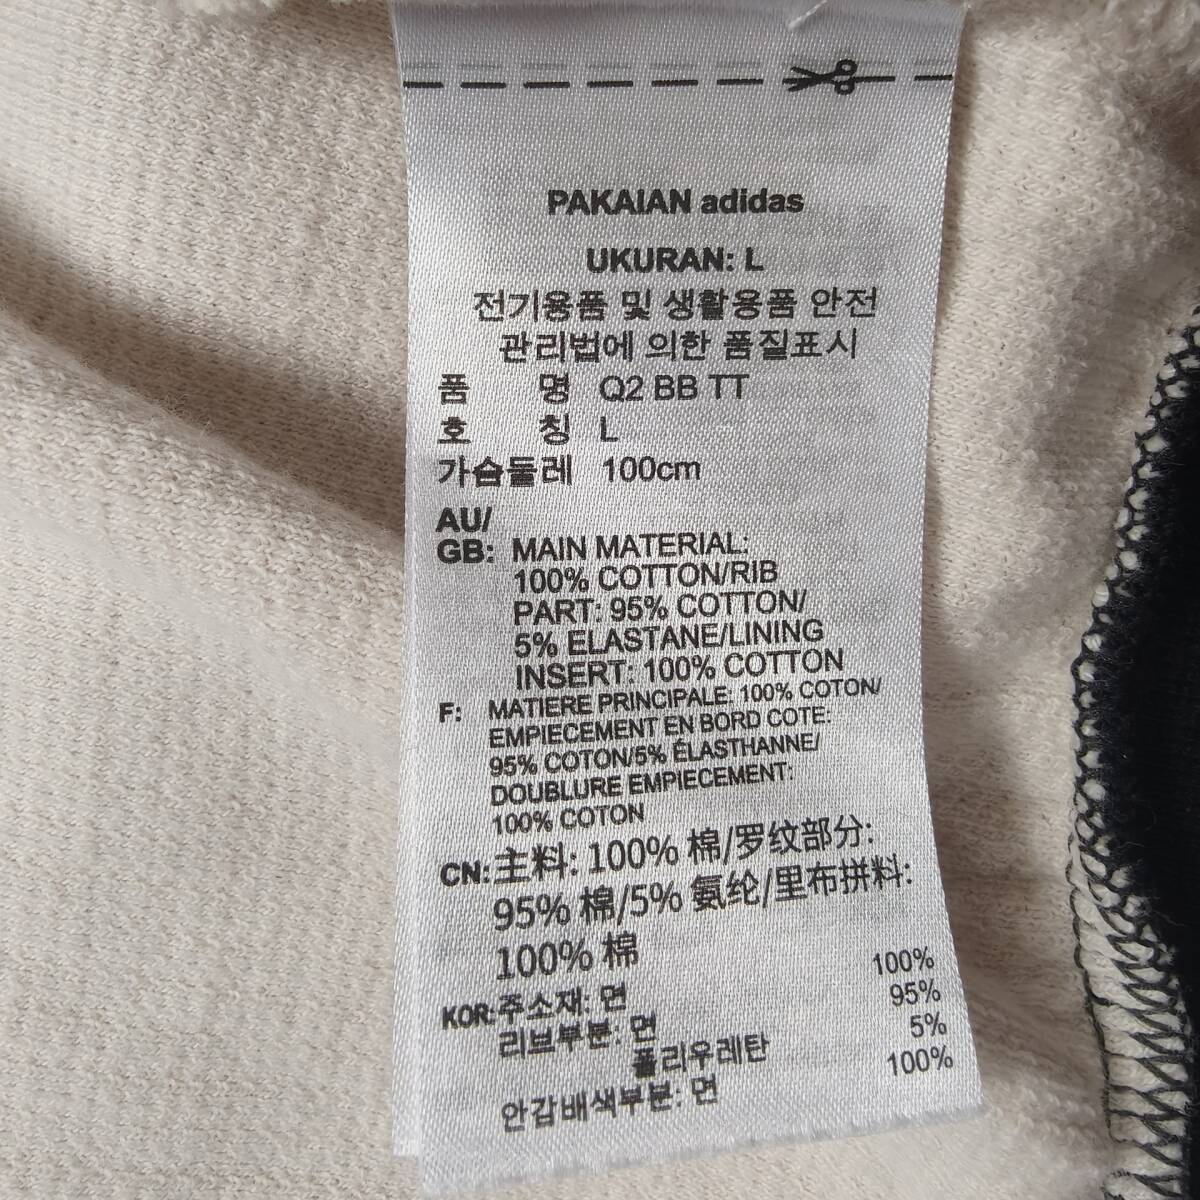 PAKAIAN adidas
UKURAN: L
전기용품 및 생활용품 안전
관리법에 의한 품질표시
품 명 Q2 BB TT
호 칭 L
가슴둘레 100cm
AU/
GB: MAIN MATERIAL:
100% COTTON/RIB
PART: 95% COTTON/
5% ELASTANE/LINING
INSERT: 100% COTTON
F: MATIERE PRINCIPALE: 100% COTON/
EMPIECEMENT EN BORD COTE:
95% COTON/5% ÉLASTHANNE/
DOUBLURE EMPIECEMENT:
100% COTON
CN: 主料: 100% 棉/罗纹部分:
95% 棉/5% 氨纶/里布拼料:
100% 棉
KOR: 주소재: 면 100%
리브부분: 면 95%
폴리우레탄 5%
안감배색부분: 면 100%